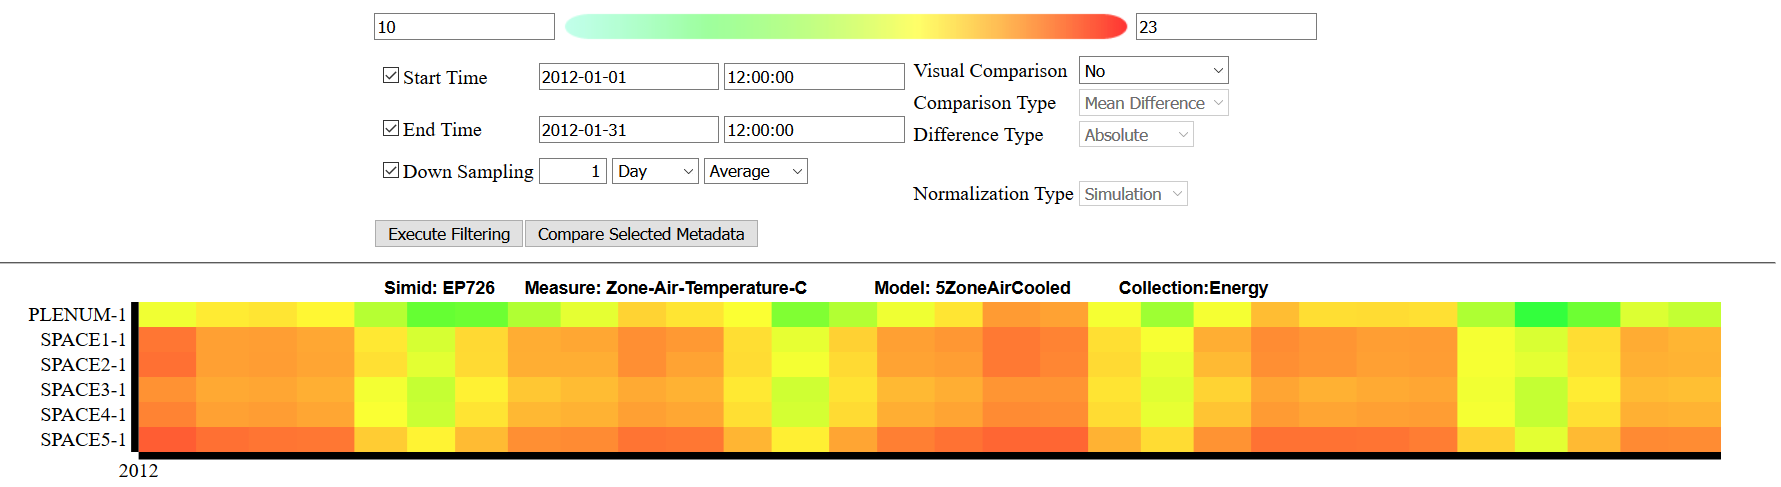 10 23
Start Time 2012-01-01 12:00:00 Visual Comparison No
Comparison Type Mean Difference
End Time 2012-01-31 12:00:00 Difference Type Absolute
Down Sampling 1 Day Average
Normalization Type Simulation
Execute Filtering Compare Selected Metadata
Simid: EP726 Measure: Zone-Air-Temperature-C Model: 5ZoneAirCooled Collection:Energy
PLENUM-1
SPACE1-1
SPACE2-1
SPACE3-1
SPACE4-1
SPACE5-1
2012